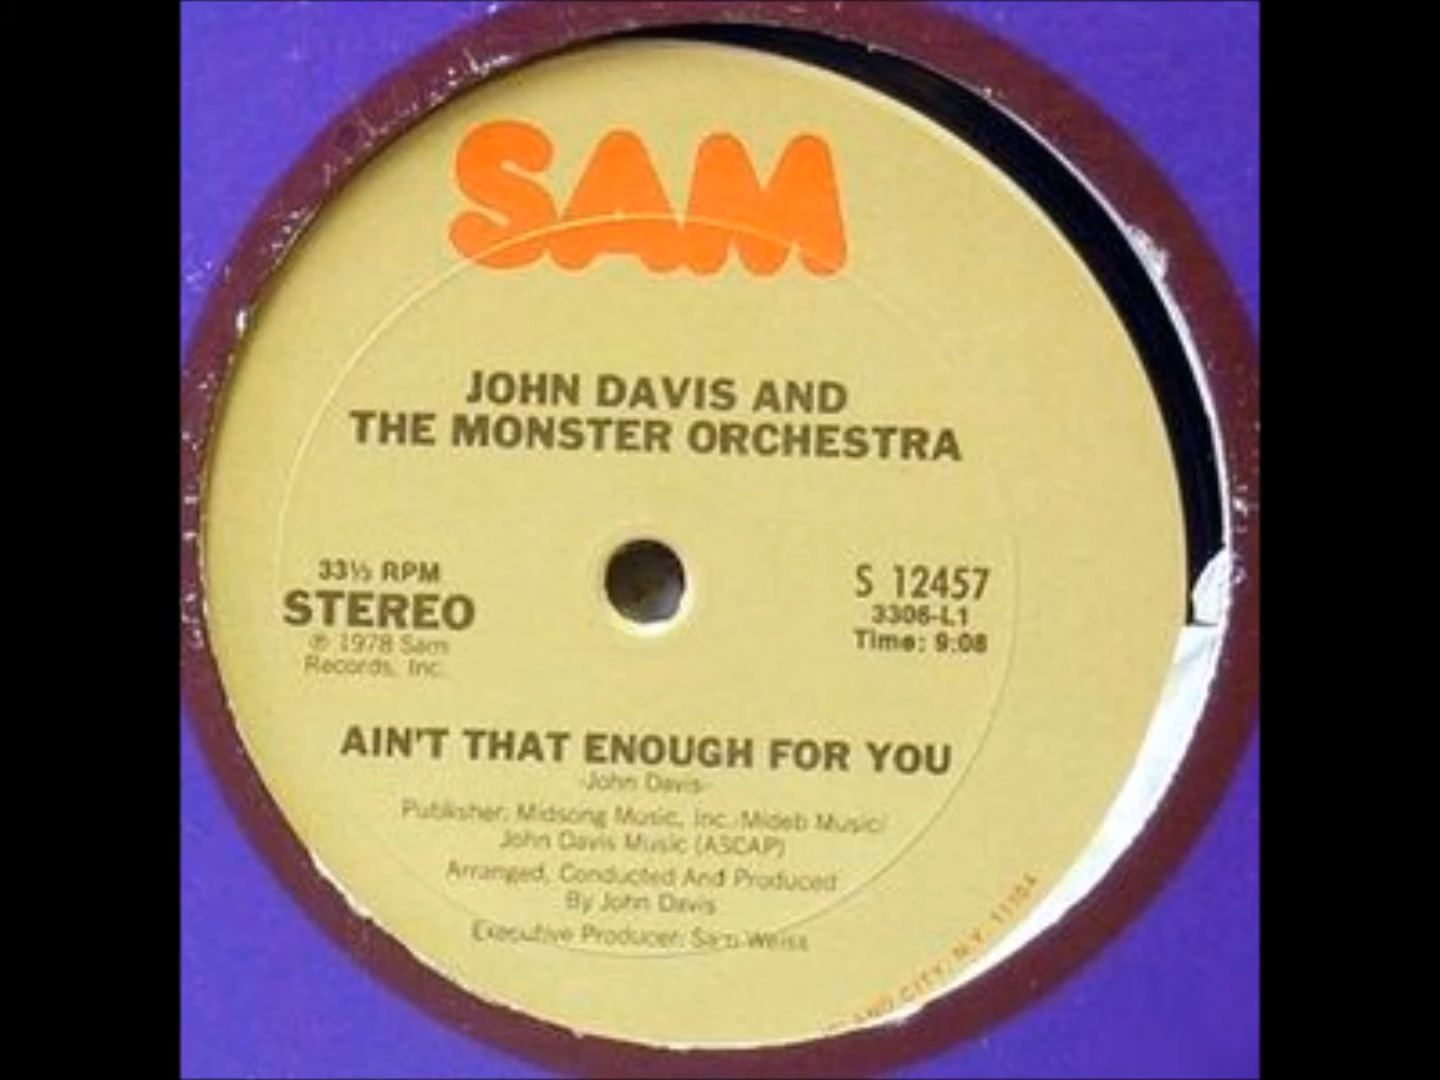 SAM
JOHN DAVIS AND
THE MONSTER ORCHESTRA
33⅓ RPM
STEREO
℗ 1978 Sam
Records, Inc.
S 12457
3306-L1
Time: 9:08
AIN'T THAT ENOUGH FOR YOU
-John Davis-
Publisher: Midsong Music, Inc./Mideb Music/
John Davis Music (ASCAP)
Arranged, Conducted And Produced
By John Davis
Executive Producer: Sam Weiss
CITY, N.Y. 11104